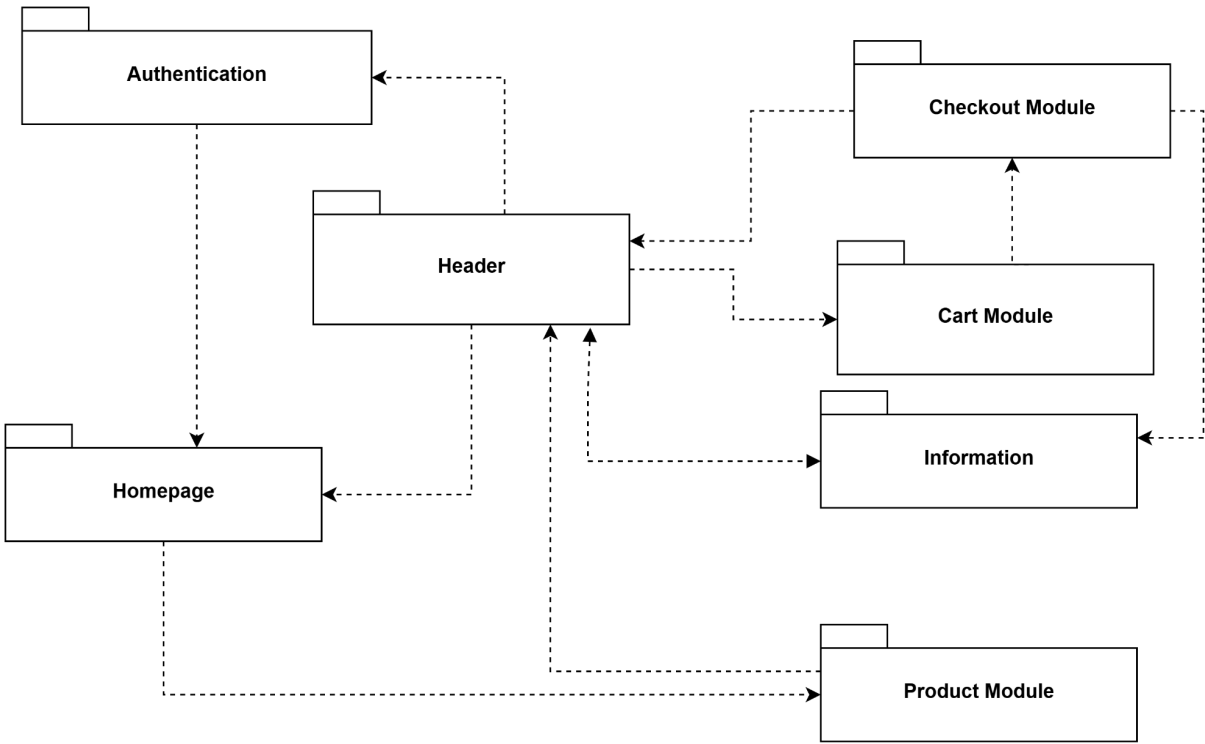 Authentication
Checkout Module
Header
Cart Module
Information
Homepage
Product Module